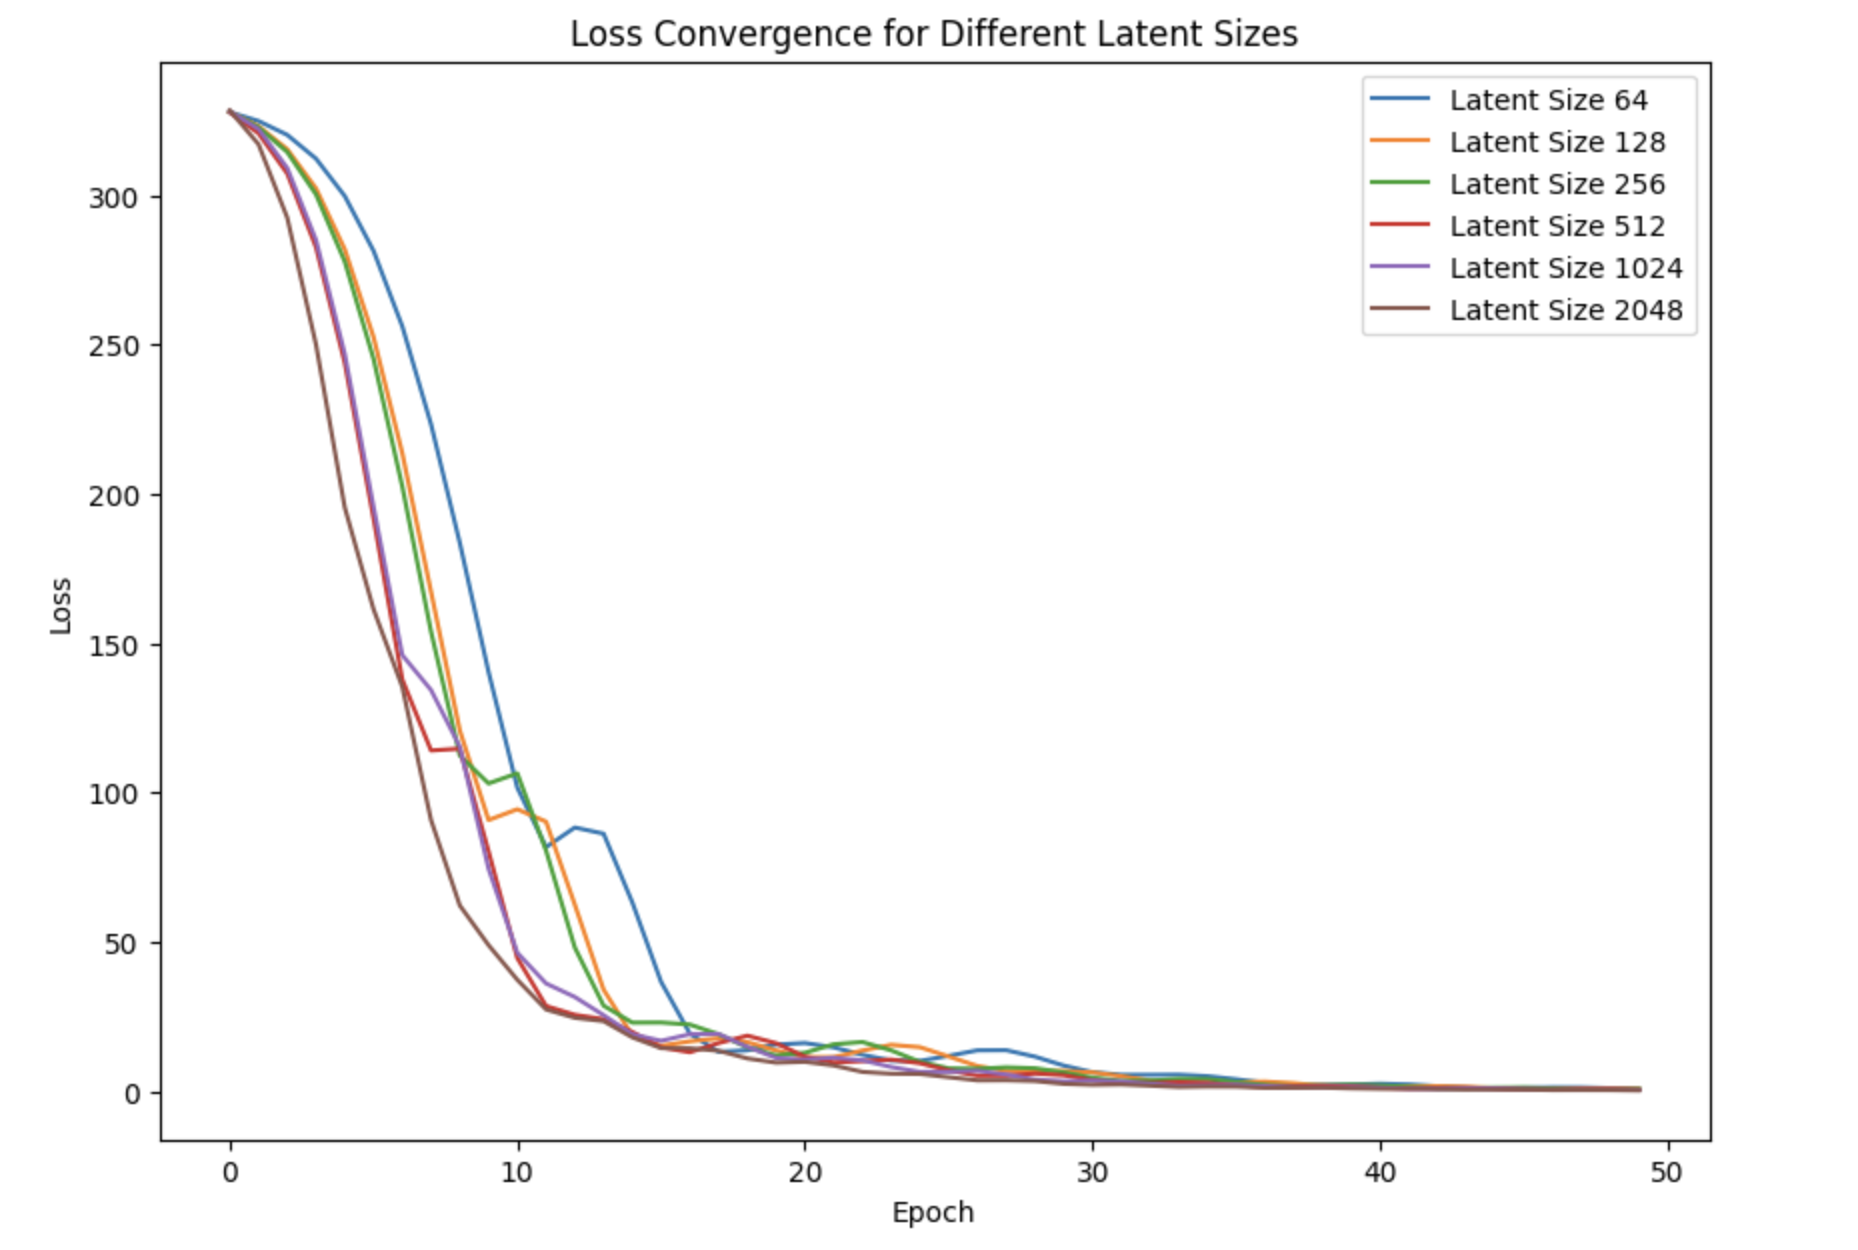 Loss Convergence for Different Latent Sizes
Latent Size 64
Latent Size 128
Latent Size 256
Latent Size 512
Latent Size 1024
Latent Size 2048
300
250
200
150
100
50
0
Loss
0 10 20 30 40 50
Epoch